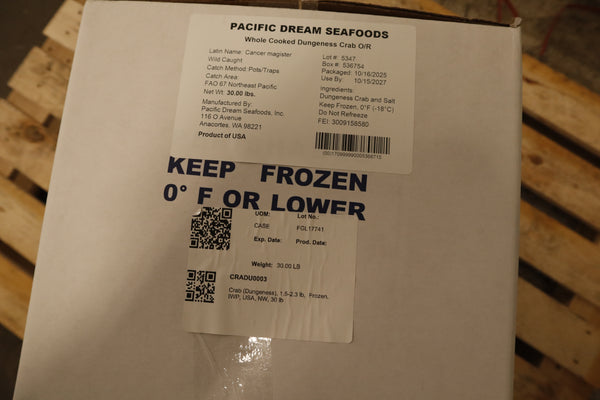 PACIFIC DREAM SEAFOODS
Whole Cooked Dungeness Crab O/R
Latin Name: Cancer magister
Wild Caught
Catch Method: Pots/Traps
Catch Area:
FAO 67 Northeast Pacific
Net Wt: 30.00 lbs.
Manufactured By:
Pacific Dream Seafoods, Inc.
116 O Avenue
Anacortes, WA 98221
Product of USA
Lot #: 5347
Box #: 536754
Packaged: 10/16/2025
Use By: 10/15/2027
Ingredients:
Dungeness Crab and Salt
Keep Frozen, 0°F (-18°C)
Do Not Refreeze
FEI: 3009158580
KEEP FROZEN
0° F OR LOWER
UOM: Lot No.:
CASE FGL17741
Exp. Date: Prod. Date:
Weight: 30.00 LB
CRADU0003
Crab (Dungeness), 1.5-2.3 lb, Frozen,
IWP, USA, NW, 30 lb